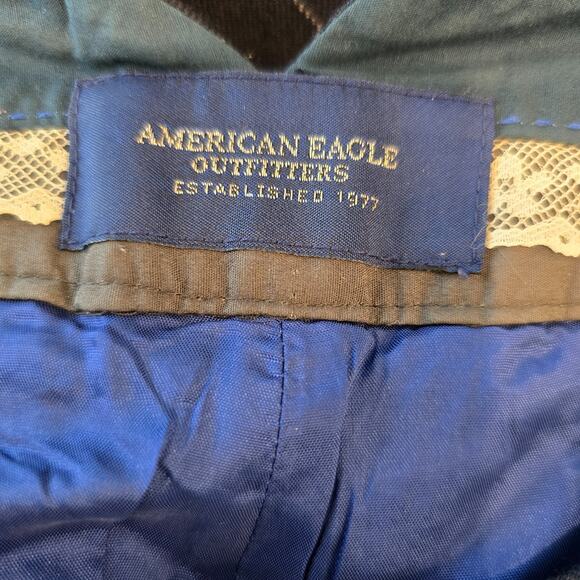 AMERICAN EAGLE
OUTFITTERS
ESTABLISHED 1977